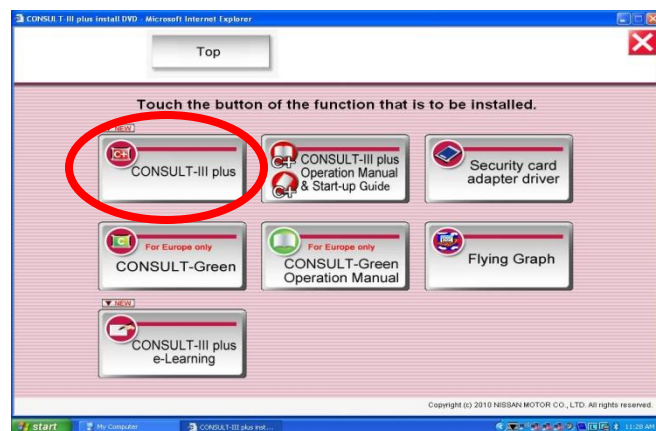 CONSULT-III plus install DVD - Microsoft Internet Explorer
Top
Touch the button of the function that is to be installed.
▼ NEW
C+
CONSULT-III plus
C+
C+
CONSULT-III plus
Operation Manual
& Start-up Guide
Security card
adapter driver
C
For Europe only
CONSULT-Green
For Europe only
CONSULT-Green
Operation Manual
Flying Graph
▼ NEW
CONSULT-III plus
e-Learning
Copyright (c) 2010 NISSAN MOTOR CO., LTD. All rights reserved.
start
My Computer
CONSULT-III plus inst...
11:20 AM